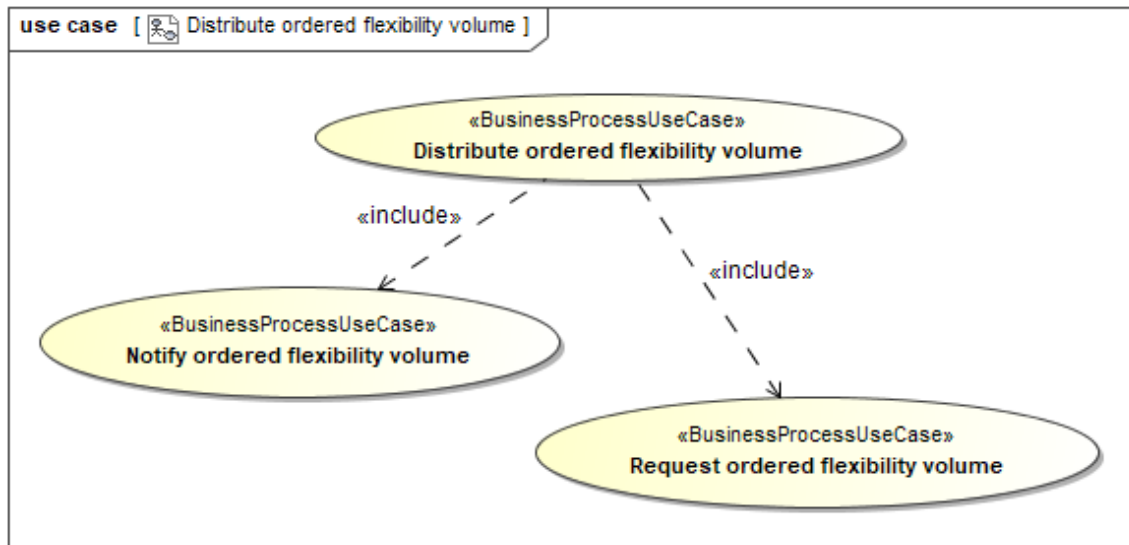 use case [ Distribute ordered flexibility volume ]
«BusinessProcessUseCase»
Distribute ordered flexibility volume
«include»
«include»
«BusinessProcessUseCase»
Notify ordered flexibility volume
«BusinessProcessUseCase»
Request ordered flexibility volume